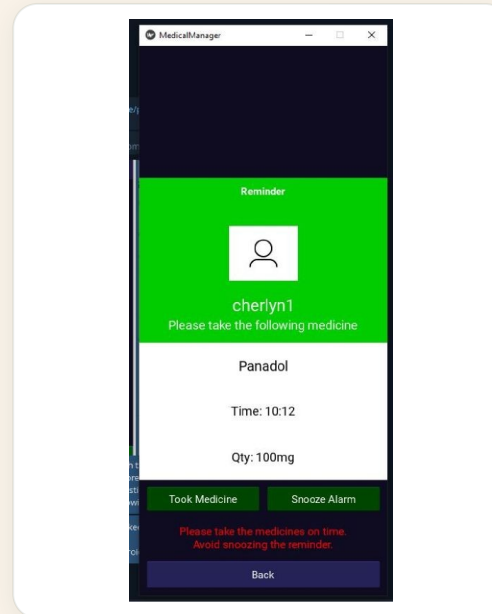 MedicalManager
Reminder
cherlyn1
Please take the following medicine
Panadol
Time: 10:12
Qty: 100mg
Took Medicine
Snooze Alarm
Please take the medicines on time.
Avoid snoozing the reminder.
Back